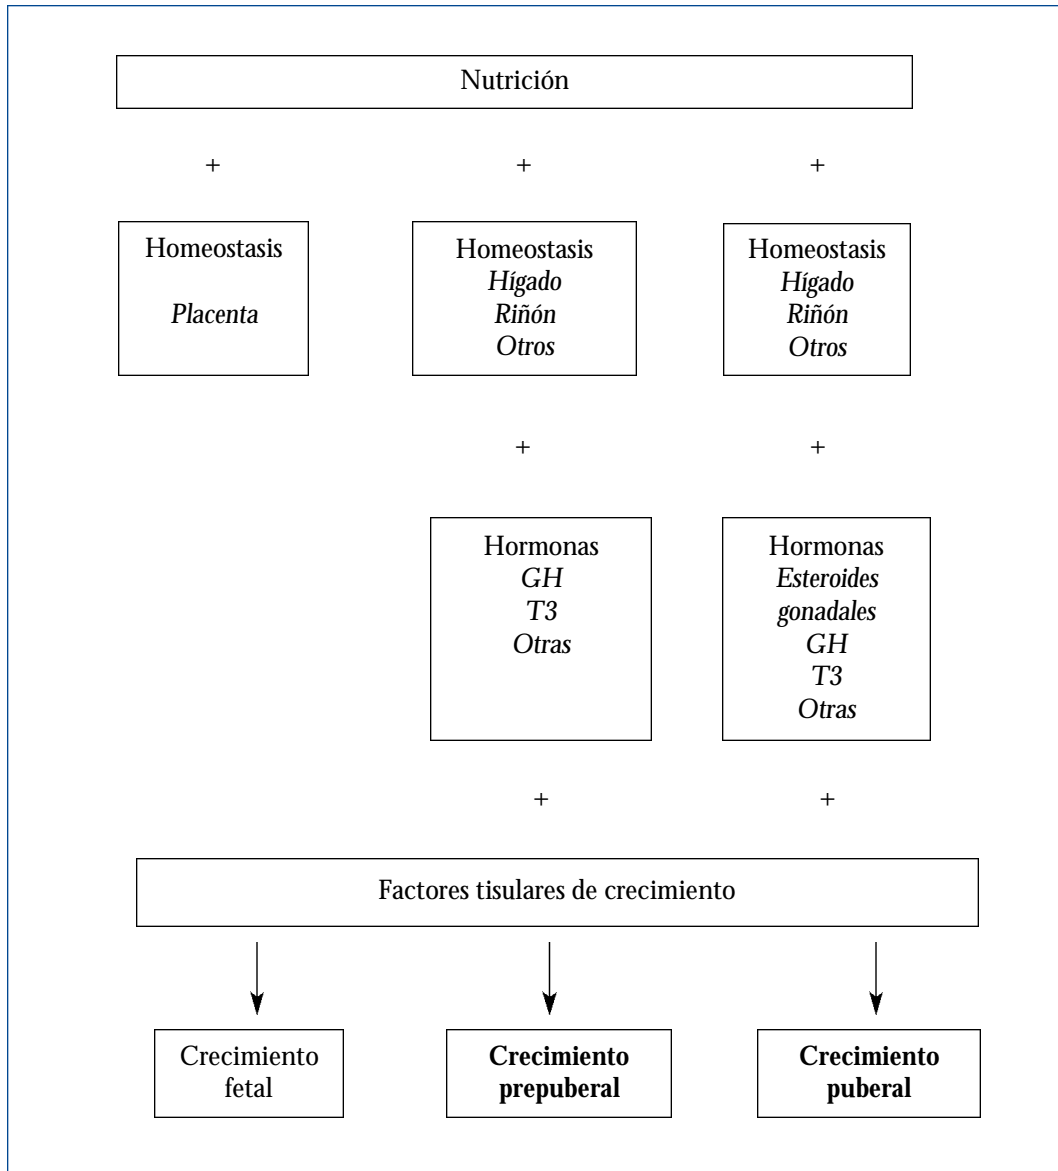 Nutrición
+ + +
Homeostasis
Placenta
Homeostasis
Hígado
Riñón
Otros
Homeostasis
Hígado
Riñón
Otros
+ +
Hormonas
GH
T3
Otras
Hormonas
Esteroides
gonadales
GH
T3
Otras
+ +
Factores tisulares de crecimiento
Crecimiento
fetal
Crecimiento
prepuberal
Crecimiento
puberal